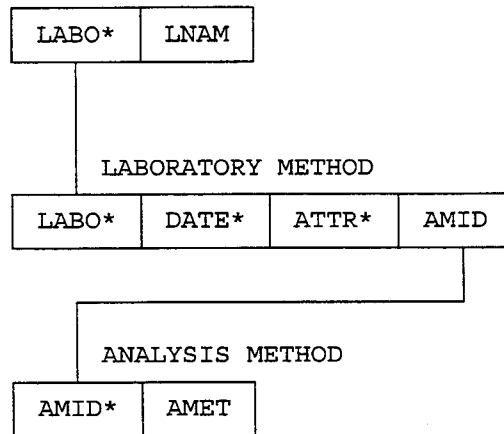 LABO* LNAM
LABORATORY METHOD
LABO* DATE* ATTR* AMID
ANALYSIS METHOD
AMID* AMET